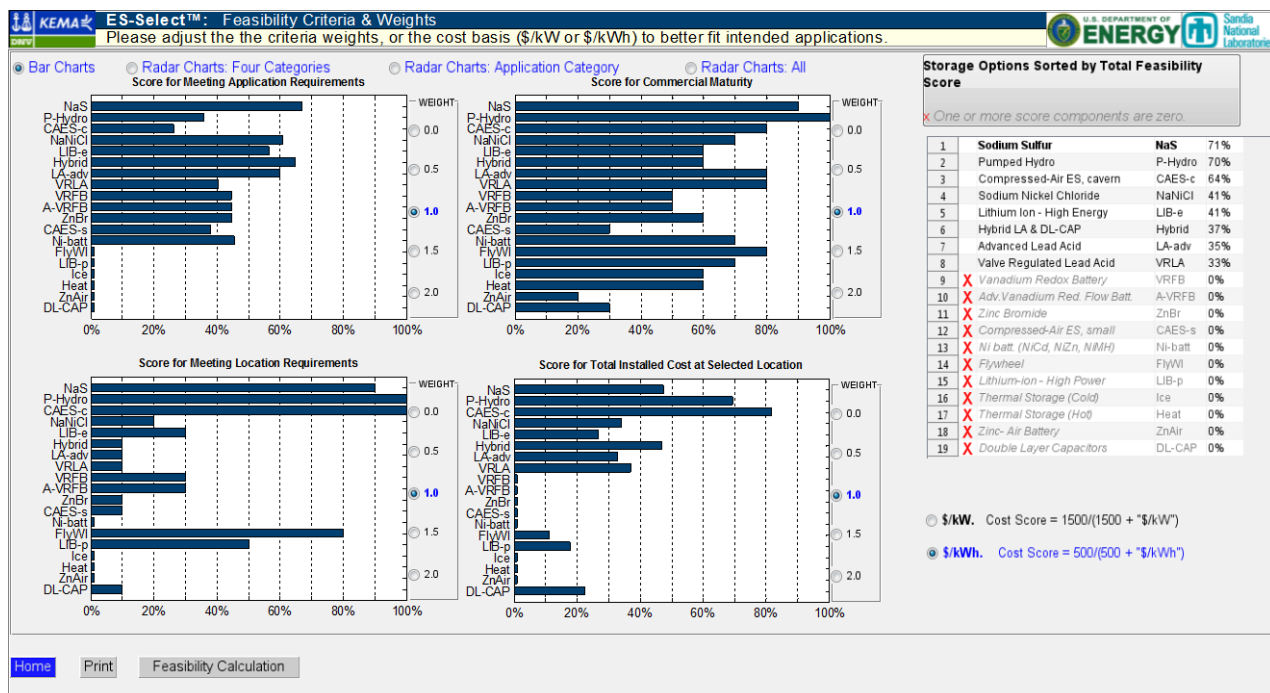 KEMA
DNV
ES-Select™: Feasibility Criteria & Weights
Please adjust the the criteria weights, or the cost basis ($/kW or $/kWh) to better fit intended applications.
U.S. DEPARTMENT OF
ENERGY
Sandia
National
Laboratorie
Bar Charts
Radar Charts: Four Categories
Radar Charts: Application Category
Radar Charts: All
Score for Meeting Application Requirements
NaS
P-Hydro
CAES-c
NaNiCl
LIB-e
Hybrid
LA-adv
VRLA
VRFB
A-VRFB
ZnBr
CAES-s
Ni-batt
FlyWl
LIB-p
Ice
Heat
ZnAir
DL-CAP
0% 20% 40% 60% 80% 100%
WEIGHT
0.0
0.5
1.0
1.5
2.0
Score for Commercial Maturity
NaS
P-Hydro
CAES-c
NaNiCl
LIB-e
Hybrid
LA-adv
VRLA
VRFB
A-VRFB
ZnBr
CAES-s
Ni-batt
FlyWl
LIB-p
Ice
Heat
ZnAir
DL-CAP
0% 20% 40% 60% 80% 100%
WEIGHT
0.0
0.5
1.0
1.5
2.0
Score for Meeting Location Requirements
NaS
P-Hydro
CAES-c
NaNiCl
LIB-e
Hybrid
LA-adv
VRLA
VRFB
A-VRFB
ZnBr
CAES-s
Ni-batt
FlyWl
LIB-p
Ice
Heat
ZnAir
DL-CAP
0% 20% 40% 60% 80% 100%
WEIGHT
0.0
0.5
1.0
1.5
2.0
Score for Total Installed Cost at Selected Location
NaS
P-Hydro
CAES-c
NaNiCl
LIB-e
Hybrid
LA-adv
VRLA
VRFB
A-VRFB
ZnBr
CAES-s
Ni-batt
FlyWl
LIB-p
Ice
Heat
ZnAir
DL-CAP
0% 20% 40% 60% 80% 100%
WEIGHT
0.0
0.5
1.0
1.5
2.0
Storage Options Sorted by Total Feasibility
Score
x One or more score components are zero.
1 Sodium Sulfur NaS 71%
2 Pumped Hydro P-Hydro 70%
3 Compressed-Air ES, cavern CAES-c 64%
4 Sodium Nickel Chloride NaNiCl 41%
5 Lithium Ion - High Energy LIB-e 41%
6 Hybrid LA & DL-CAP Hybrid 37%
7 Advanced Lead Acid LA-adv 35%
8 Valve Regulated Lead Acid VRLA 33%
9 X Vanadium Redox Battery VRFB 0%
10 X Adv.Vanadium Red. Flow Batt. A-VRFB 0%
11 X Zinc Bromide ZnBr 0%
12 X Compressed-Air ES, small CAES-s 0%
13 X Ni batt. (NiCd, NiZn, NiMH) Ni-batt 0%
14 X Flywheel FlyWl 0%
15 X Lithium-ion - High Power LIB-p 0%
16 X Thermal Storage (Cold) Ice 0%
17 X Thermal Storage (Hot) Heat 0%
18 X Zinc- Air Battery ZnAir 0%
19 X Double Layer Capacitors DL-CAP 0%
$/kW. Cost Score = 1500/(1500 + "$/kW")
$/kWh. Cost Score = 500/(500 + "$/kWh")
Home
Print
Feasibility Calculation